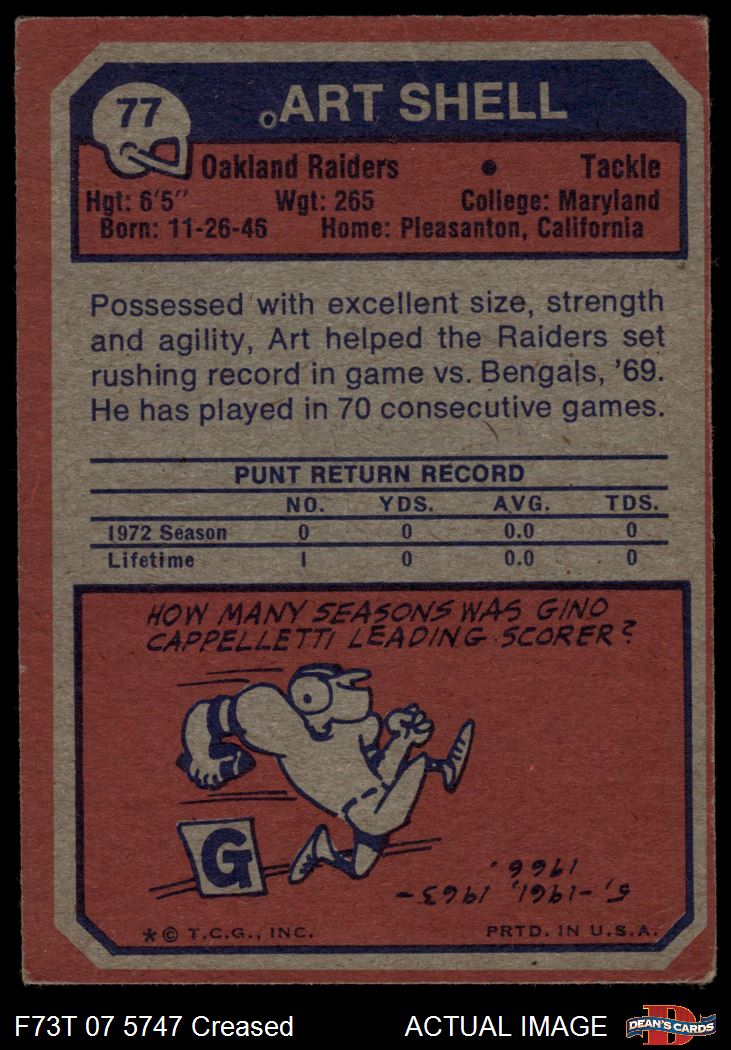 77
ART SHELL
Oakland Raiders • Tackle
Hgt: 6'5" Wgt: 265 College: Maryland
Born: 11-26-46 Home: Pleasanton, California
Possessed with excellent size, strength
and agility, Art helped the Raiders set
rushing record in game vs. Bengals, '69.
He has played in 70 consecutive games.
PUNT RETURN RECORD
NO. YDS. AVG. TDS.
1972 Season 0 0 0.0 0
Lifetime 1 0 0.0 0
HOW MANY SEASONS WAS GINO
CAPPELLETTI LEADING SCORER?
G
5, -1961, 1963-
1966.
* © T.C.G., INC. PRTD. IN U.S.A.
F73T 07 5747 Creased ACTUAL IMAGE
D
DEAN'S CARDS